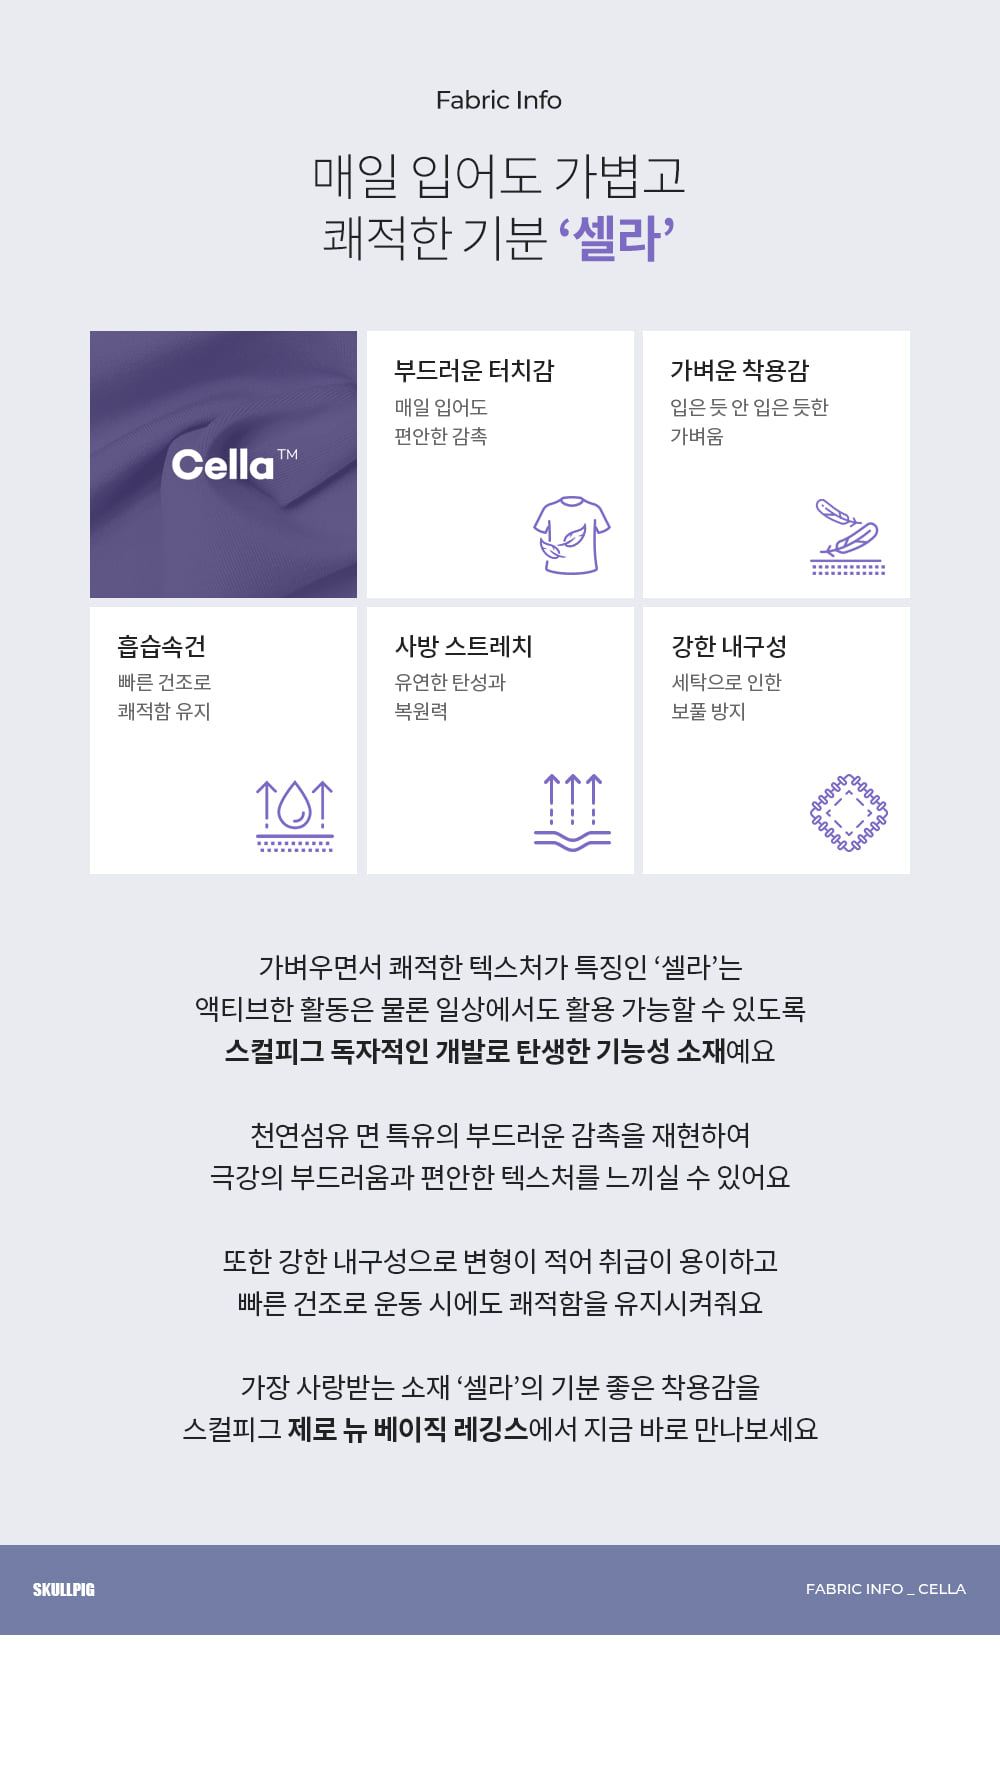 Fabric Info
매일 입어도 가볍고
쾌적한 기분 ‘셀라’
Cella™
부드러운 터치감
매일 입어도
편안한 감촉
가벼운 착용감
입은 듯 안 입은 듯한
가벼움
흡습속건
빠른 건조로
쾌적함 유지
사방 스트레치
유연한 탄성과
복원력
강한 내구성
세탁으로 인한
보풀 방지
가벼우면서 쾌적한 텍스처가 특징인 ‘셀라’는
액티브한 활동은 물론 일상에서도 활용 가능할 수 있도록
스컬피그 독자적인 개발로 탄생한 기능성 소재예요
천연섬유 면 특유의 부드러운 감촉을 재현하여
극강의 부드러움과 편안한 텍스처를 느끼실 수 있어요
또한 강한 내구성으로 변형이 적어 취급이 용이하고
빠른 건조로 운동 시에도 쾌적함을 유지시켜줘요
가장 사랑받는 소재 ‘셀라’의 기분 좋은 착용감을
스컬피그 제로 뉴 베이직 레깅스에서 지금 바로 만나보세요
SKULLPIG
FABRIC INFO _ CELLA